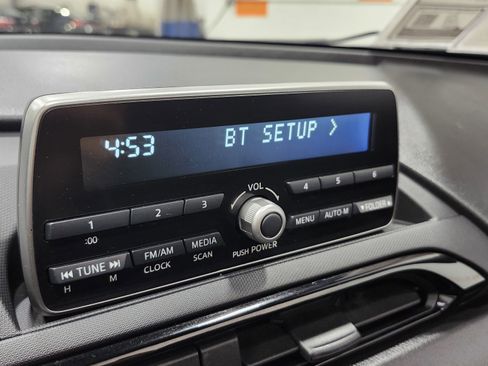 4:53 BT SETUP >
VOL
1 2 3 4 5 6
:00
MENU AUTO-M ▼FOLDER▲
⏮ TUNE ⏭ FM/AM MEDIA
H M CLOCK SCAN PUSH POWER